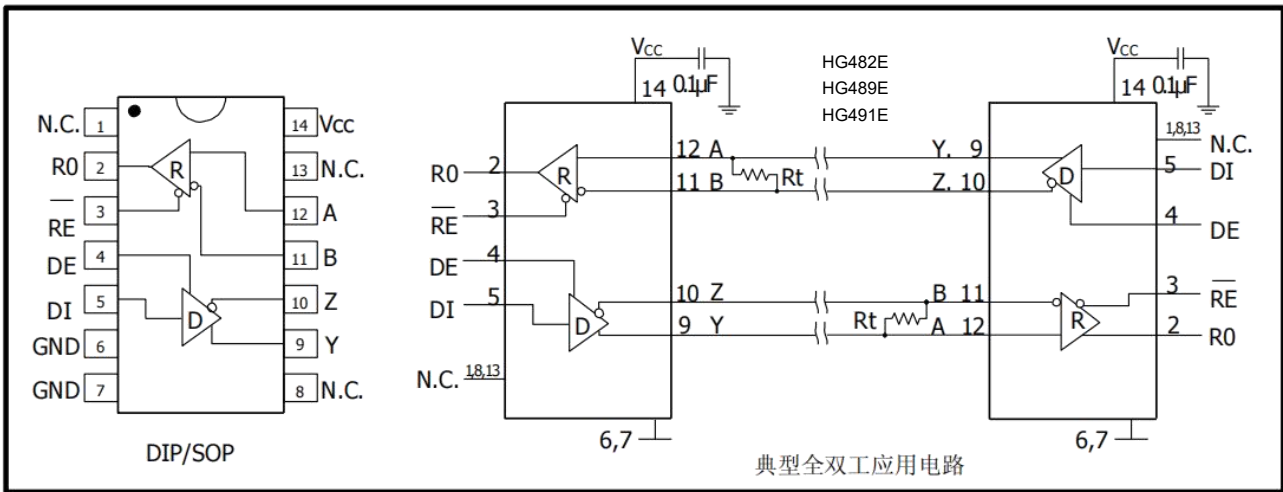 N.C. 1
R0 2
RE 3
DE 4
DI 5
GND 6
GND 7
14 Vcc
13 N.C.
12 A
11 B
10 Z
9 Y
8 N.C.
R
D
DIP/SOP
VCC
14 0.1μF
R0 2
RE 3
DE 4
DI 5
N.C. 1,8,13
R
D
12 A
11 B
Rt
10 Z
9 Y
6,7
HG482E
HG489E
HG491E
VCC
14 0.1μF
1,8,13 N.C.
Y. 9
Z. 10
D
5 DI
4 DE
B 11
Rt
A 12
R
3 RE
2 R0
6,7
典型全双工应用电路